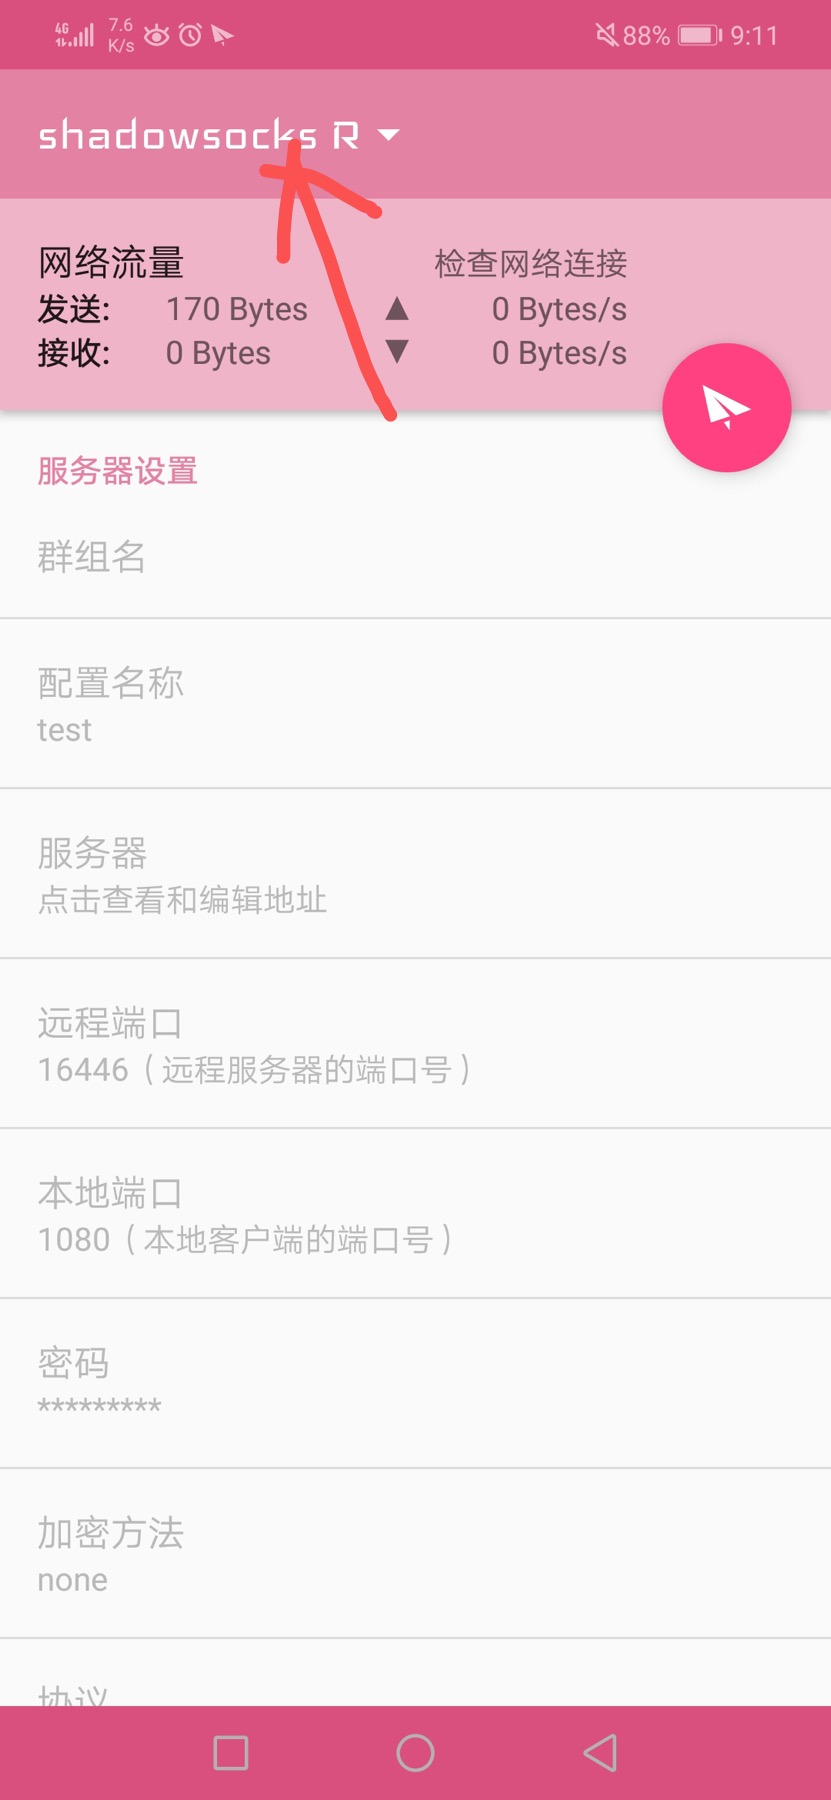 4G 7.6 K/s 88% 9:11
shadowsocks R
网络流量 检查网络连接
发送: 170 Bytes ▲ 0 Bytes/s
接收: 0 Bytes ▼ 0 Bytes/s
服务器设置
群组名
配置名称
test
服务器
点击查看和编辑地址
远程端口
16446（远程服务器的端口号）
本地端口
1080（本地客户端的端口号）
密码
*********
加密方法
none
协议